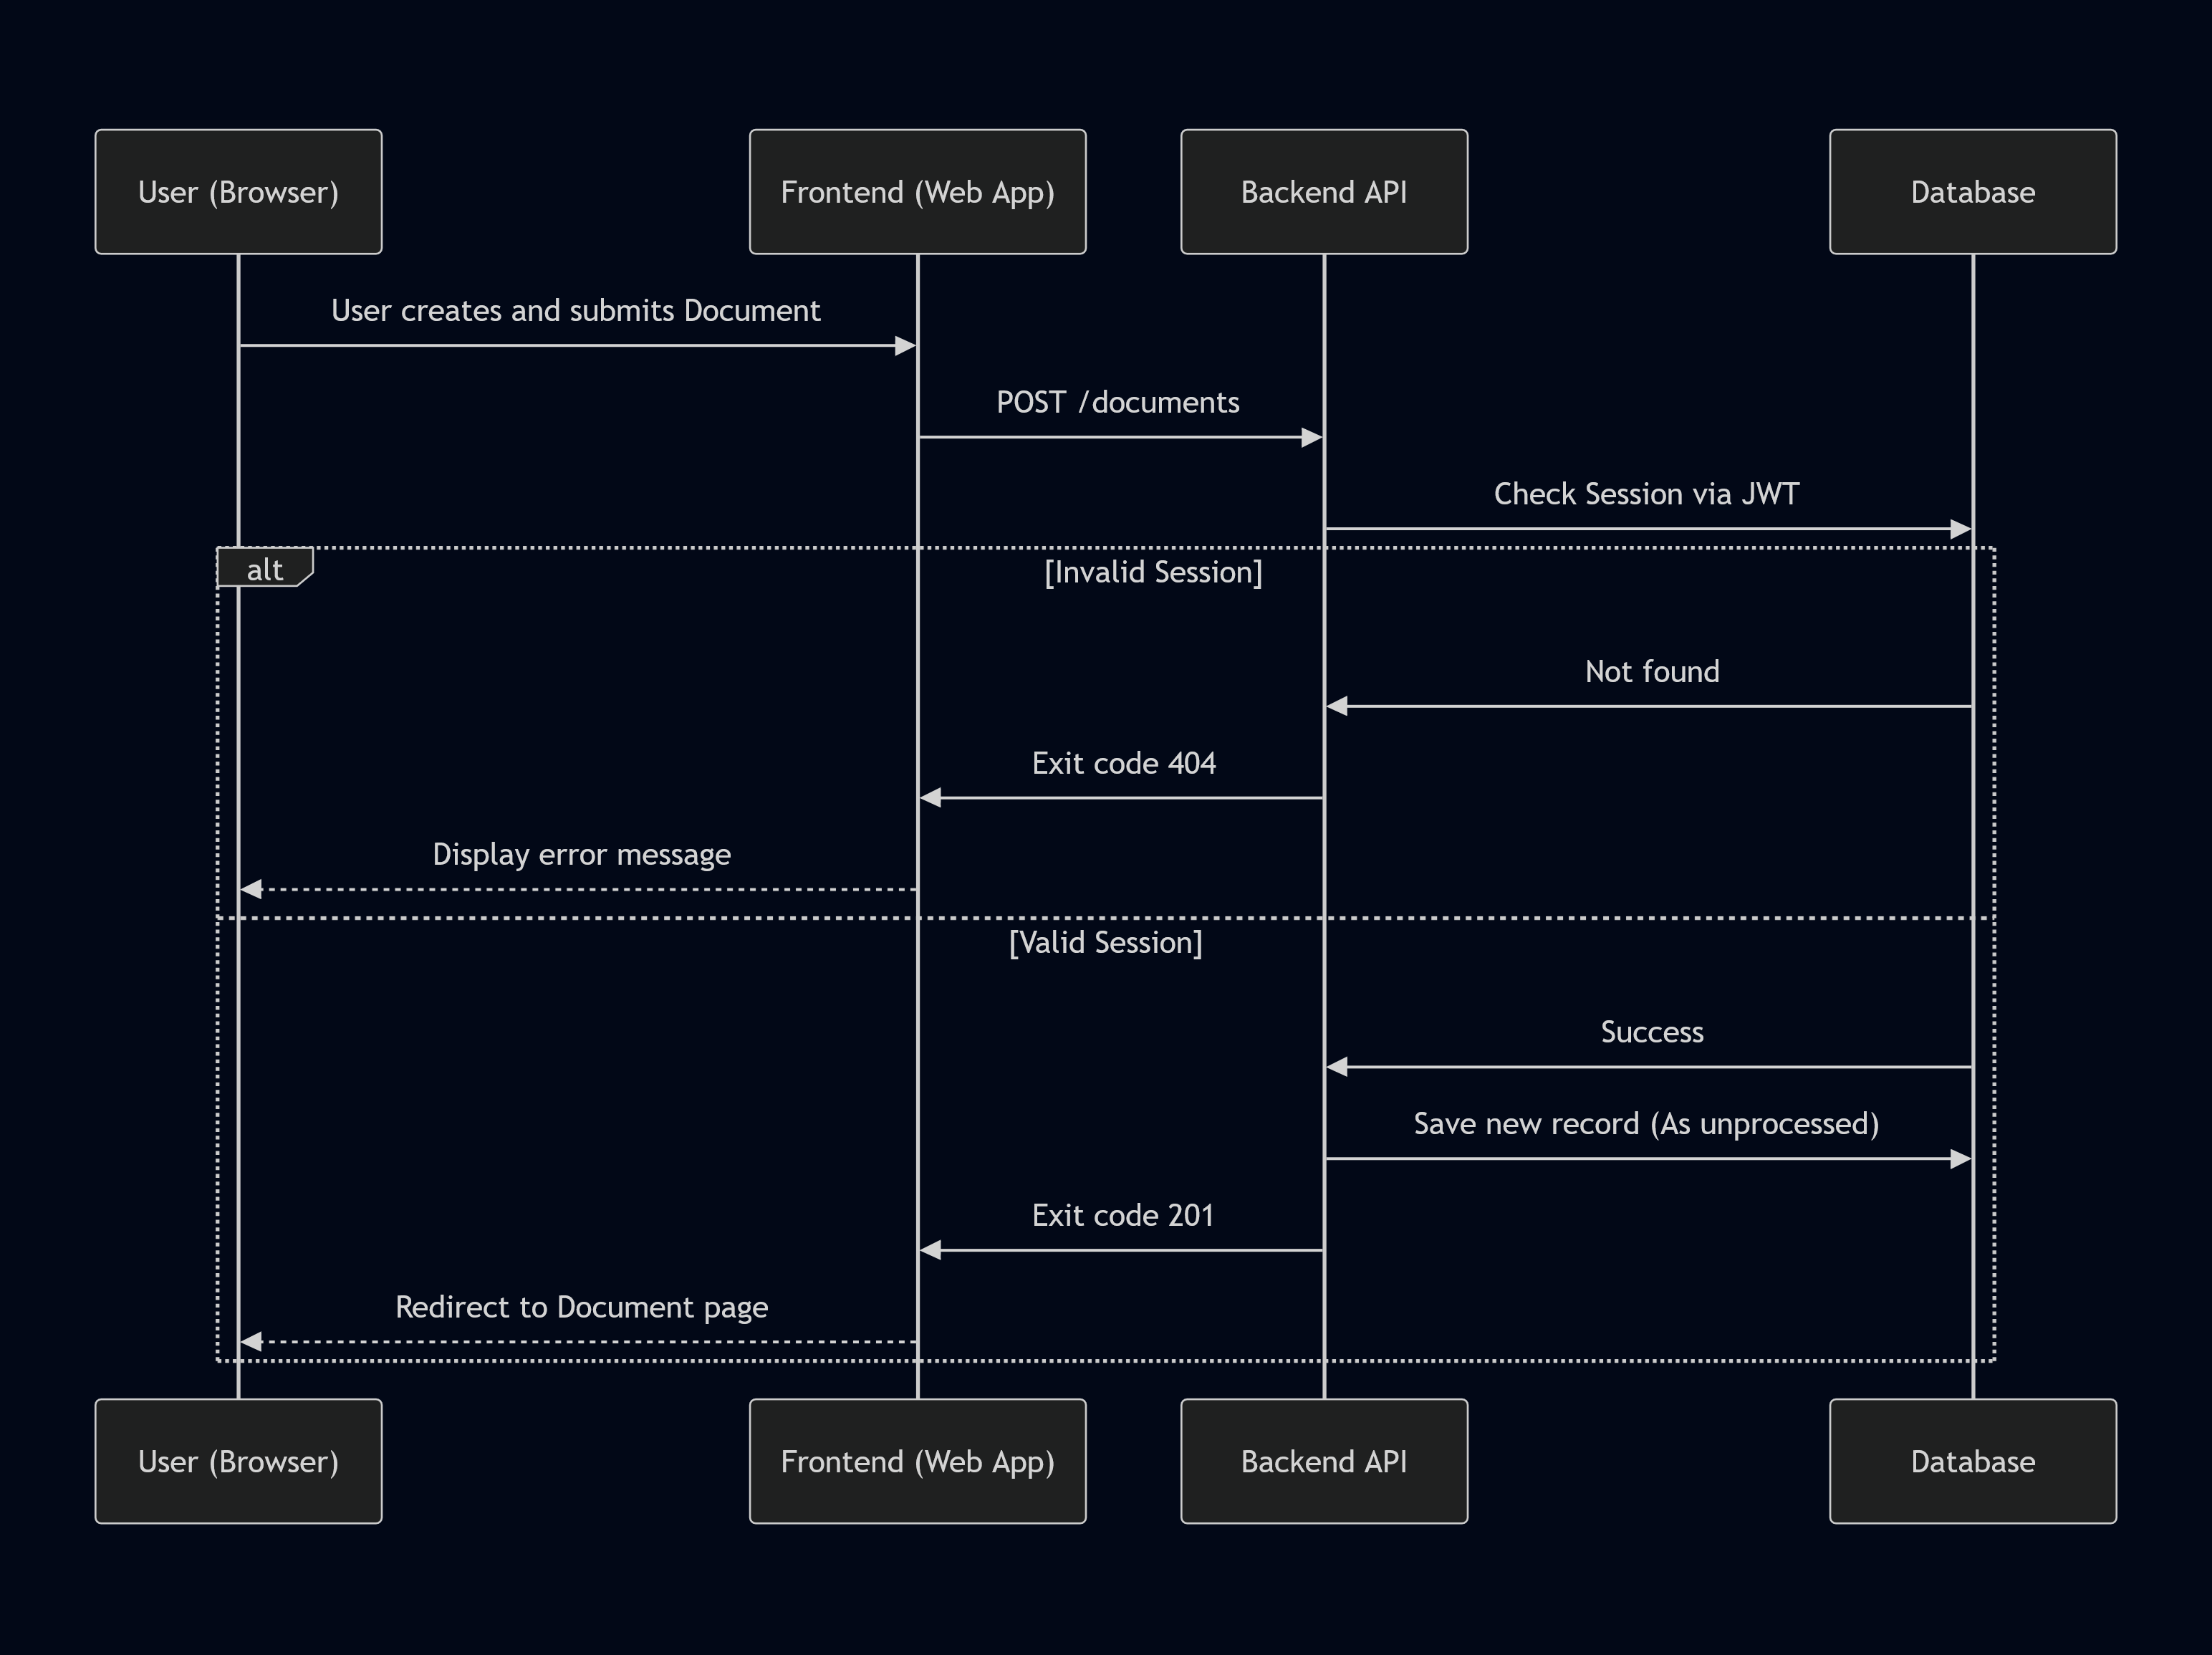 User (Browser)
Frontend (Web App)
Backend API
Database
User creates and submits Document
POST /documents
Check Session via JWT
alt
[Invalid Session]
Not found
Exit code 404
Display error message
[Valid Session]
Success
Save new record (As unprocessed)
Exit code 201
Redirect to Document page
User (Browser)
Frontend (Web App)
Backend API
Database